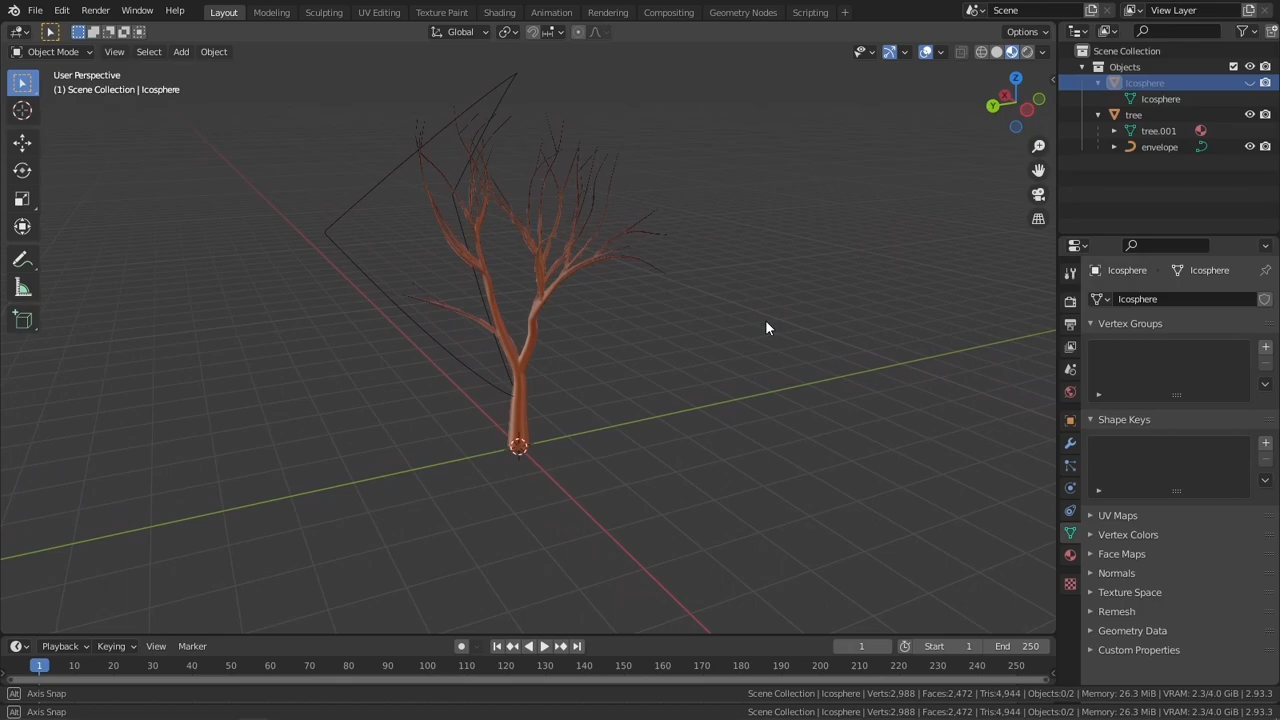 File Edit Render Window Help Layout Modeling Sculpting UV Editing Texture Paint Shading Animation Rendering Compositing Geometry Nodes Scripting + Scene View Layer
Global Options
Object Mode View Select Add Object
User Perspective
(1) Scene Collection | Icosphere
Z
X
Y
Scene Collection
Objects
Icosphere
Icosphere
tree
tree.001
envelope
Icosphere Icosphere
Icosphere
Vertex Groups
Shape Keys
UV Maps
Vertex Colors
Face Maps
Normals
Texture Space
Remesh
Geometry Data
Custom Properties
Playback Keying View Marker 1 Start 1 End 250
1 10 20 30 40 50 60 70 80 90 100 110 120 130 140 150 160 170 180 190 200 210 220 230 240 250
Alt Axis Snap Scene Collection | Icosphere | Verts:2,988 | Faces:2,472 | Tris:4,944 | Objects:0/2 | Memory: 26.3 MiB | VRAM: 2.3/4.0 GiB | 2.93.3
Alt Axis Snap Scene Collection | Icosphere | Verts:2,988 | Faces:2,472 | Tris:4,944 | Objects:0/2 | Memory: 26.3 MiB | VRAM: 2.3/4.0 GiB | 2.93.3